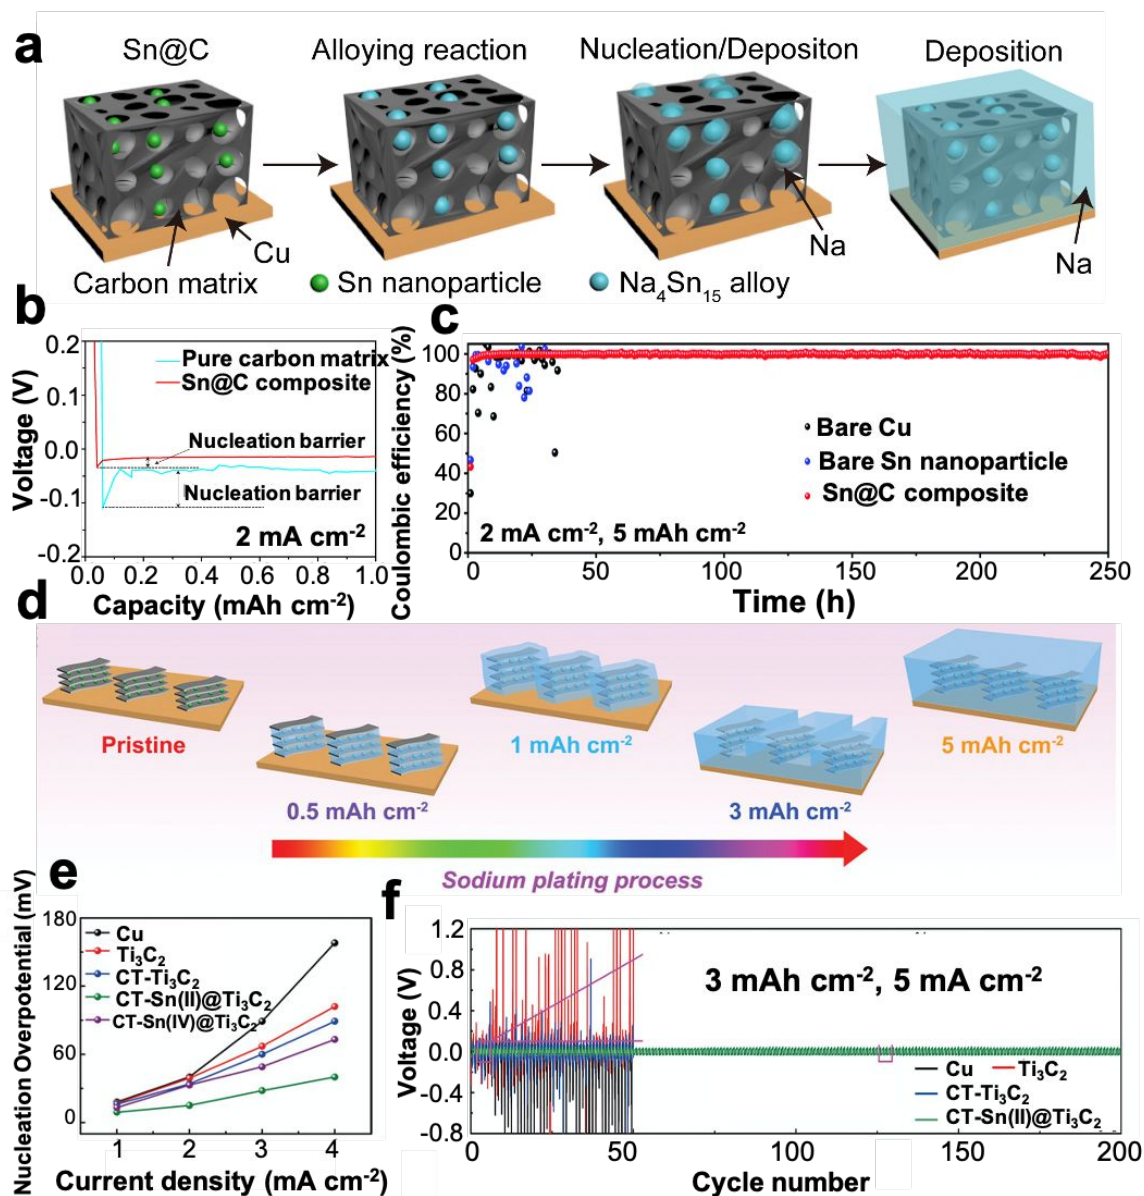 a
Sn@C
Alloying reaction
Nucleation/Depositon
Deposition
Cu
Carbon matrix
Na
Na
Sn nanoparticle
Na₄Sn₁₅ alloy
b
0.2
0.1
0.0
-0.1
-0.2
Voltage (V)
Pure carbon matrix
Sn@C composite
Nucleation barrier
Nucleation barrier
2 mA cm⁻²
0.0 0.2 0.4 0.6 0.8 1.0
Capacity (mAh cm⁻²)
c
Coulombic efficiency (%)
100
80
60
40
20
0
Bare Cu
Bare Sn nanoparticle
Sn@C composite
2 mA cm⁻², 5 mAh cm⁻²
0 50 100 150 200 250
Time (h)
d
Pristine
0.5 mAh cm⁻²
1 mAh cm⁻²
3 mAh cm⁻²
5 mAh cm⁻²
Sodium plating process
e
Nucleation Overpotential (mV)
180
120
60
0
Cu
Ti₃C₂
CT-Ti₃C₂
CT-Sn(II)@Ti₃C₂
CT-Sn(IV)@Ti₃C₂
1 2 3 4
Current density (mA cm⁻²)
f
Voltage (V)
1.2
0.8
0.4
0.0
-0.4
-0.8
3 mAh cm⁻², 5 mA cm⁻²
Cu
Ti₃C₂
CT-Ti₃C₂
CT-Sn(II)@Ti₃C₂
0 50 100 150 200
Cycle number